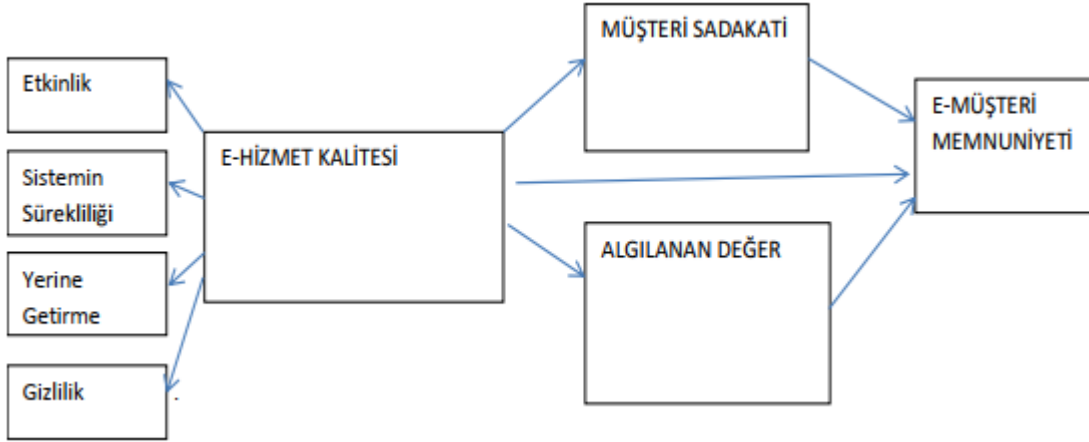 Etkinlik
Sistemin
Sürekliliği
Yerine
Getirme
Gizlilik
.
E-HİZMET KALİTESİ
MÜŞTERİ SADAKATİ
ALGILANAN DEĞER
E-MÜŞTERİ
MEMNUNİYETİ